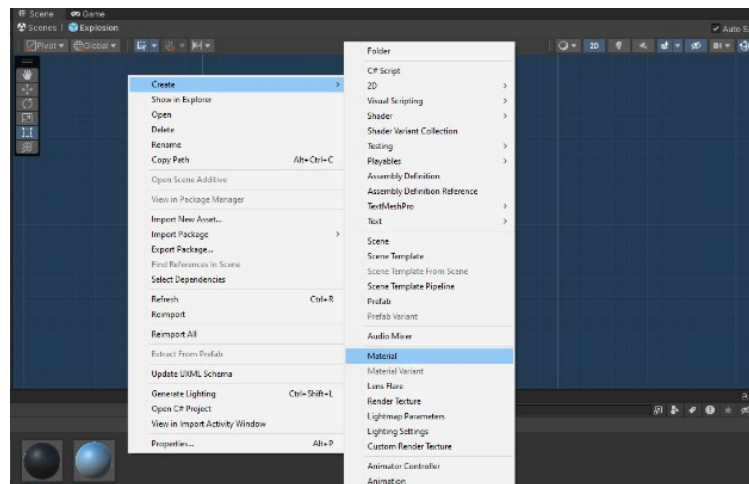 Scene Game
Scenes Explosion
Auto Sa
Pivot Global
2D
Create
Show in Explorer
Open
Delete
Rename
Copy Path Alt+Ctrl+C
Open Scene Additive
View in Package Manager
Import New Asset...
Import Package
Export Package...
Find References In Scene
Select Dependencies
Refresh Ctrl+R
Reimport
Reimport All
Extract From Prefab
Update UXML Schema
Generate Lighting Ctrl+Shift+L
Open C# Project
View in Import Activity Window
Properties... Alt+P
Folder
C# Script
2D
Visual Scripting
Shader
Shader Variant Collection
Testing
Playables
Assembly Definition
Assembly Definition Reference
TextMeshPro
Text
Scene
Scene Template
Scene Template From Scene
Scene Template Pipeline
Prefab
Prefab Variant
Audio Mixer
Material
Material Variant
Lens Flare
Render Texture
Lightmap Parameters
Lighting Settings
Custom Render Texture
Animator Controller
Animation